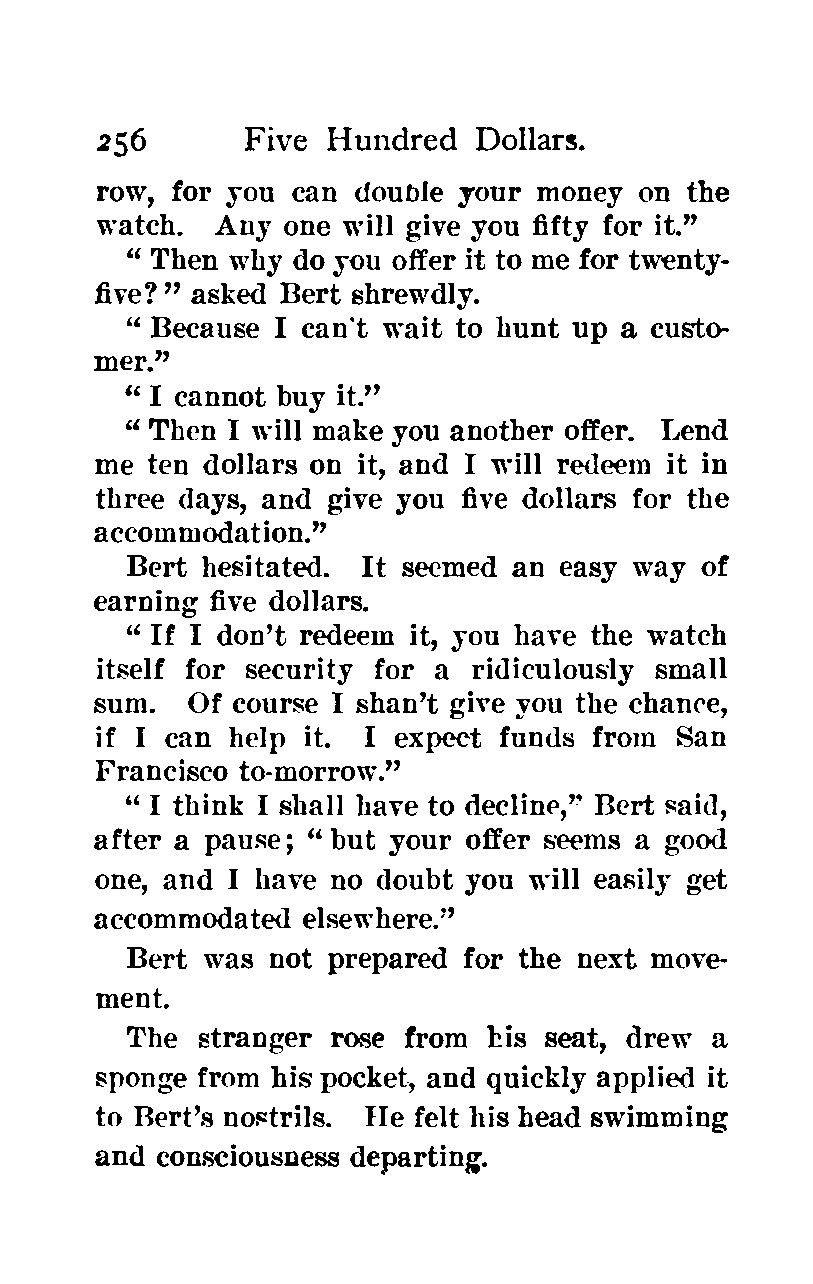 256 Five Hundred Dollars.
row, for you can double your money on the
watch. Any one will give you fifty for it.”
“ Then why do you offer it to me for twenty-
five? ” asked Bert shrewdly.
“ Because I can't wait to hunt up a custo-
mer.”
“ I cannot buy it.”
“ Then I will make you another offer. Lend
me ten dollars on it, and I will redeem it in
three days, and give you five dollars for the
accommodation.”
Bert hesitated. It seemed an easy way of
earning five dollars.
“ If I don’t redeem it, you have the watch
itself for security for a ridiculously small
sum. Of course I shan’t give you the chance,
if I can help it. I expect funds from San
Francisco to-morrow.”
“ I think I shall have to decline,” Bert said,
after a pause; “ but your offer seems a good
one, and I have no doubt you will easily get
accommodated elsewhere.”
Bert was not prepared for the next move-
ment.
The stranger rose from his seat, drew a
sponge from his pocket, and quickly applied it
to Bert’s nostrils. He felt his head swimming
and consciousness departing.